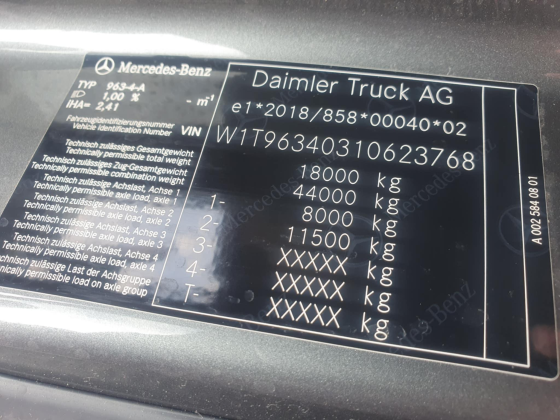 Mercedes-Benz
TYP 963-4-A
1,00 % - m⁻¹
IHA= 2,41
Daimler Truck AG
e1*2018/858*00040*02
Fahrzeugidentifizierungsnummer
Vehicle Identification Number VIN
W1T96340310623768
Technisch zulässiges Gesamtgewicht
Technically permissible total weight
18000 kg
Technisch zulässiges Zug-Gesamtgewicht
Technically permissible combination weight
44000 kg
Technisch zulässige Achslast, Achse 1
Technically permissible axle load, axle 1
1- 8000 kg
Technisch zulässige Achslast, Achse 2
Technically permissible axle load, axle 2
2- 11500 kg
Technisch zulässige Achslast, Achse 3
Technically permissible axle load, axle 3
3- XXXXX kg
Technisch zulässige Achslast, Achse 4
Technically permissible axle load, axle 4
4- XXXXX kg
Technisch zulässige Last der Achsgruppe
Technically permissible load on axle group
T- XXXXX kg
A 002 584 08 01